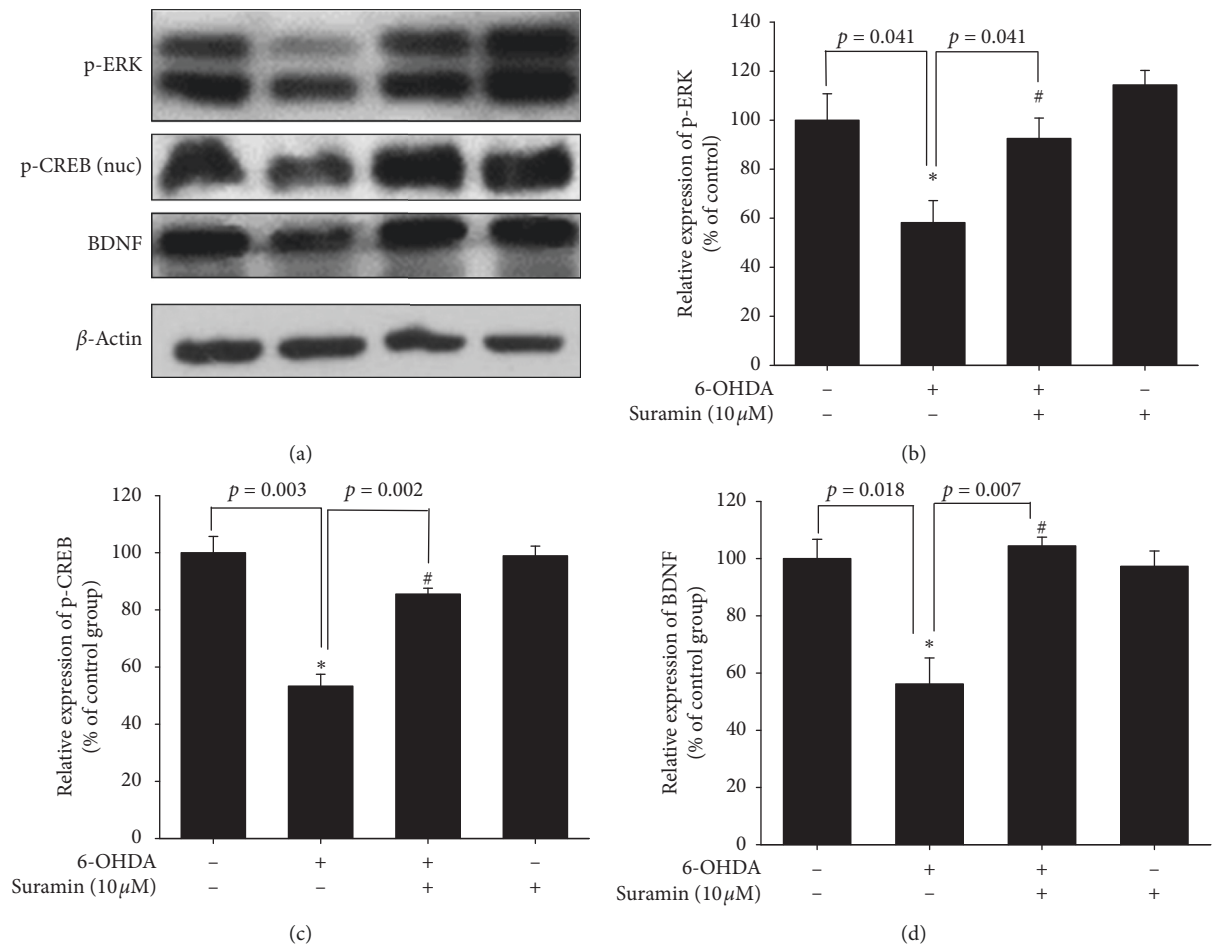 p-ERK
p-CREB (nuc)
BDNF
β-Actin
(a)
Relative expression of p-ERK
(% of control)
140
120
100
80
60
40
20
0
p = 0.041
p = 0.041
*
#
6-OHDA – + + –
Suramin (10 μM) – – + +
(b)
Relative expression of p-CREB
(% of control group)
120
100
80
60
40
20
0
p = 0.003
p = 0.002
*
#
6-OHDA – + + –
Suramin (10 μM) – – + +
(c)
Relative expression of BDNF
(% of control group)
120
100
80
60
40
20
0
p = 0.018
p = 0.007
*
#
6-OHDA – + + –
Suramin (10 μM) – – + +
(d)